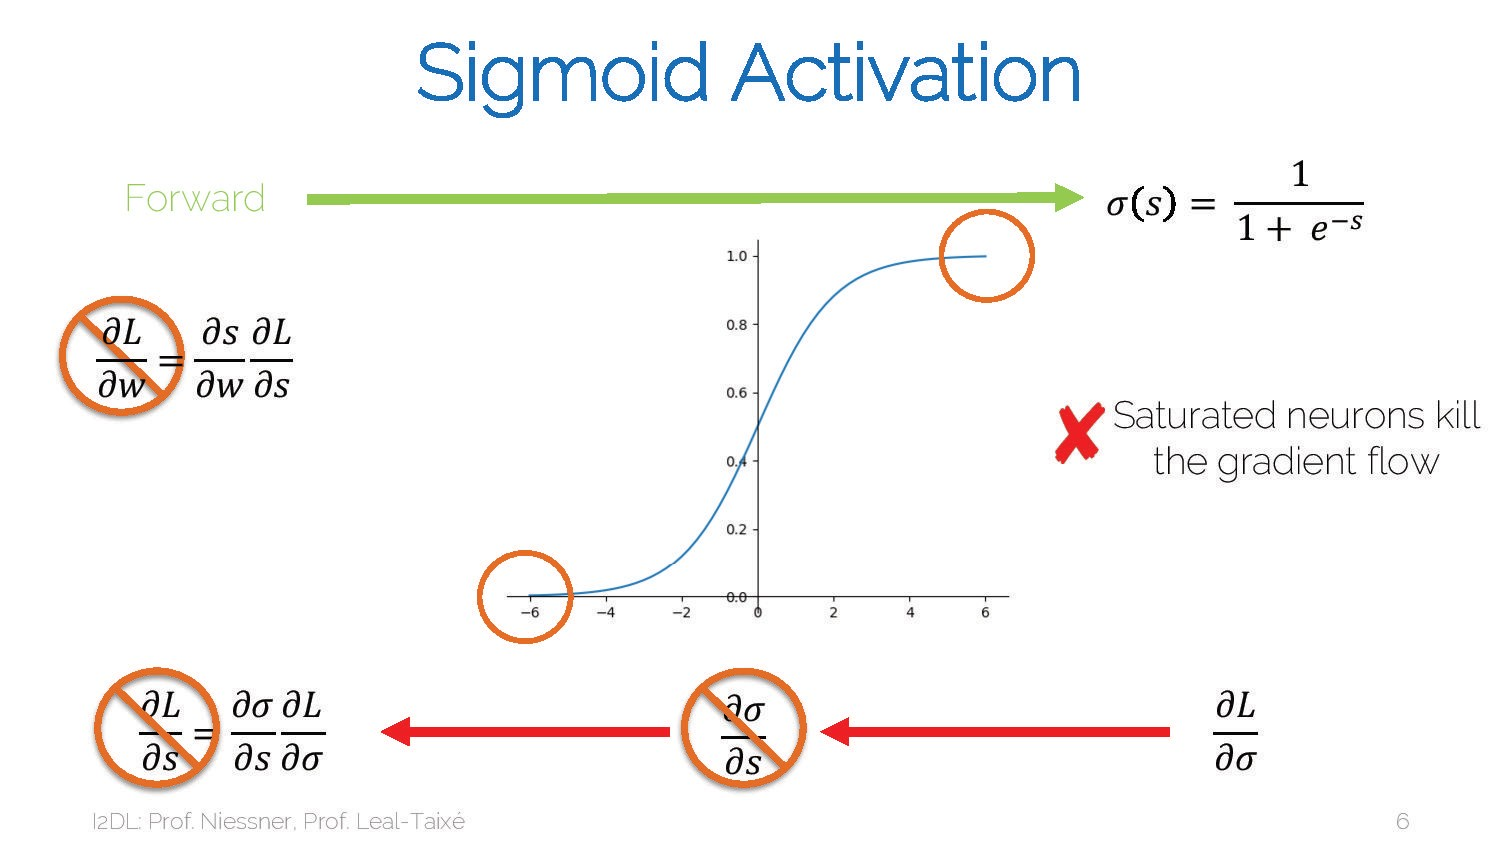 Sigmoid Activation
Forward
σ(s) = 1 / (1 + e^{−s})
∂L/∂w = ∂s/∂w ∂L/∂s
1.0
0.8
0.6
0.4
0.2
0.0
−6 −4 −2 0 2 4 6
Saturated neurons kill
the gradient flow
∂L/∂s = ∂σ/∂s ∂L/∂σ
∂σ/∂s
∂L/∂σ
I2DL: Prof. Niessner, Prof. Leal-Taixé
6